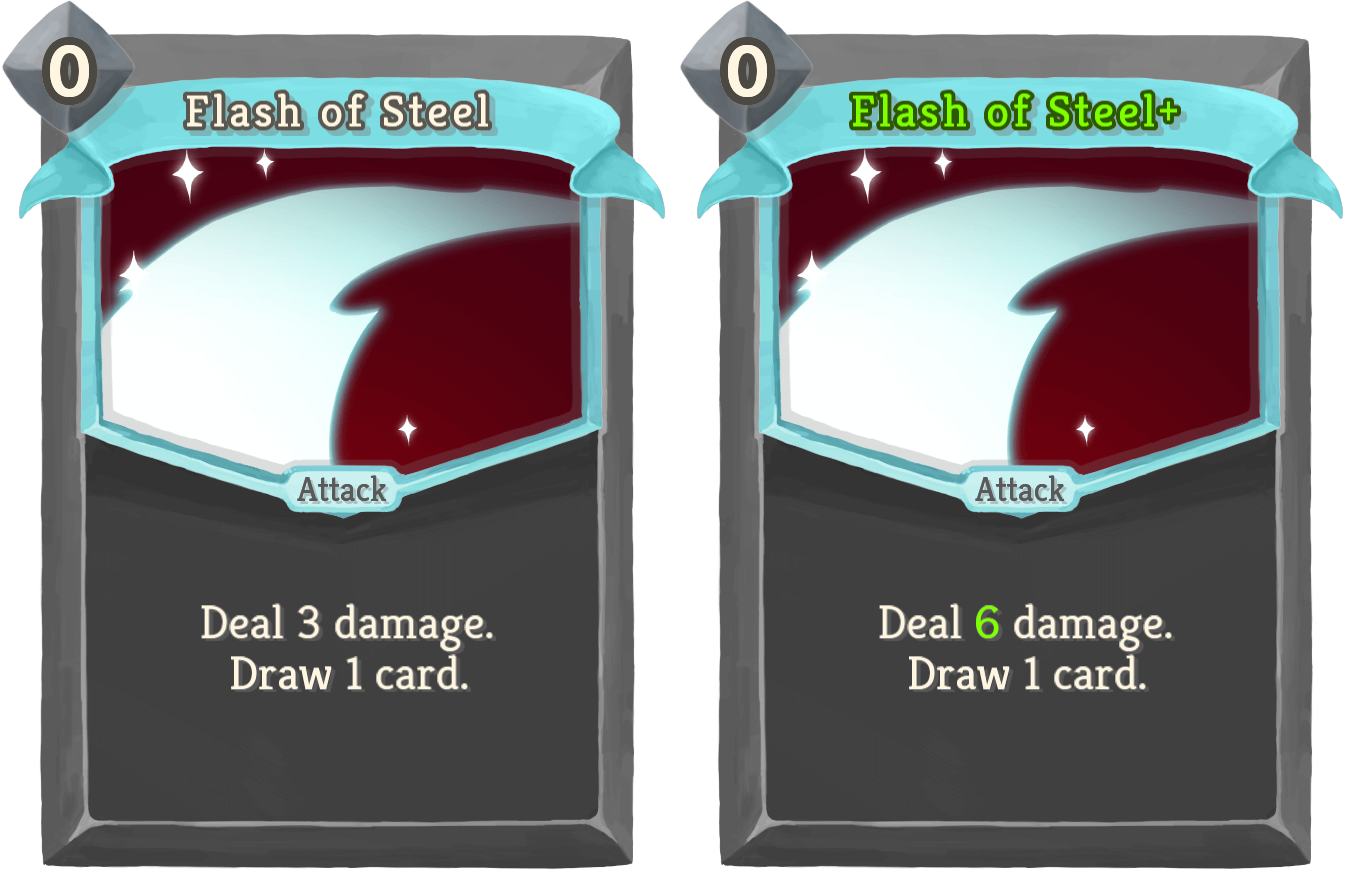 0
Flash of Steel
Attack
Deal 3 damage.
Draw 1 card.
0
Flash of Steel+
Attack
Deal 6 damage.
Draw 1 card.